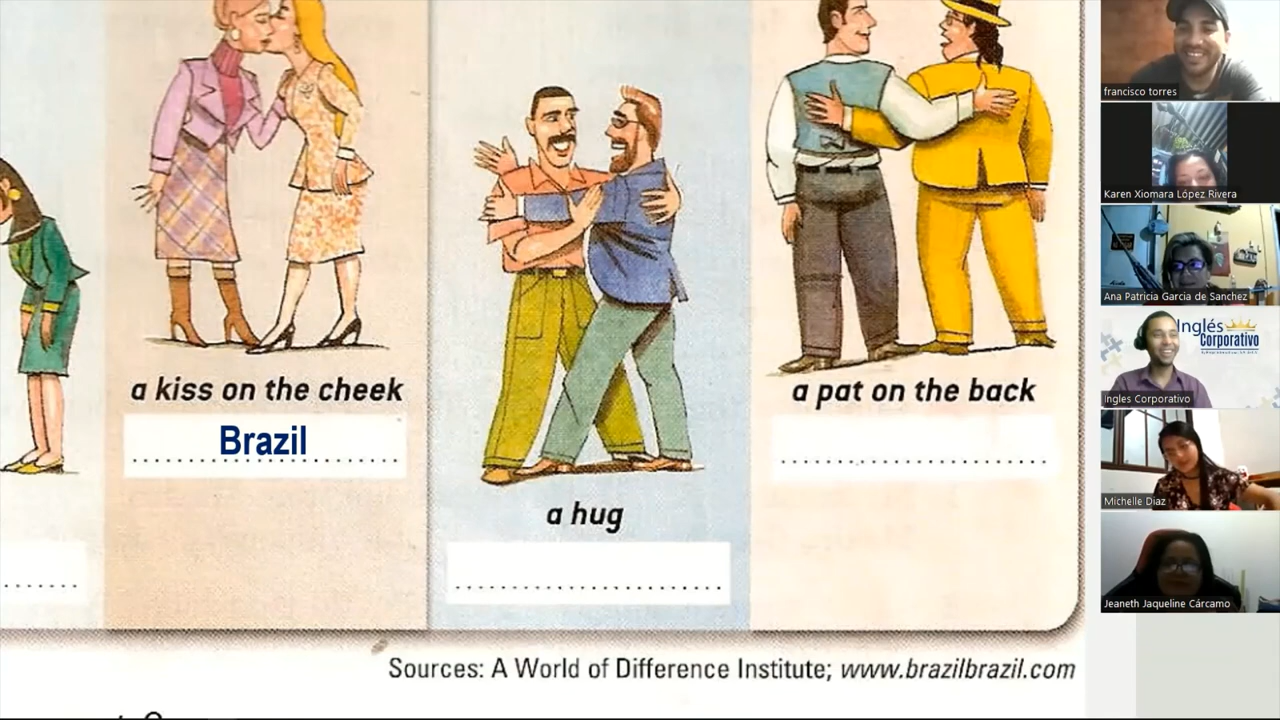 a kiss on the cheek
Brazil
a hug
a pat on the back
Sources: A World of Difference Institute; www.brazilbrazil.com
francisco torres
Karen Xiomara López Rivera
Ana Patricia Garcia de Sanchez
Inglés
Corporativo
Ingles Corporativo
Michelle Diaz
Jeaneth Jaqueline Cárcamo